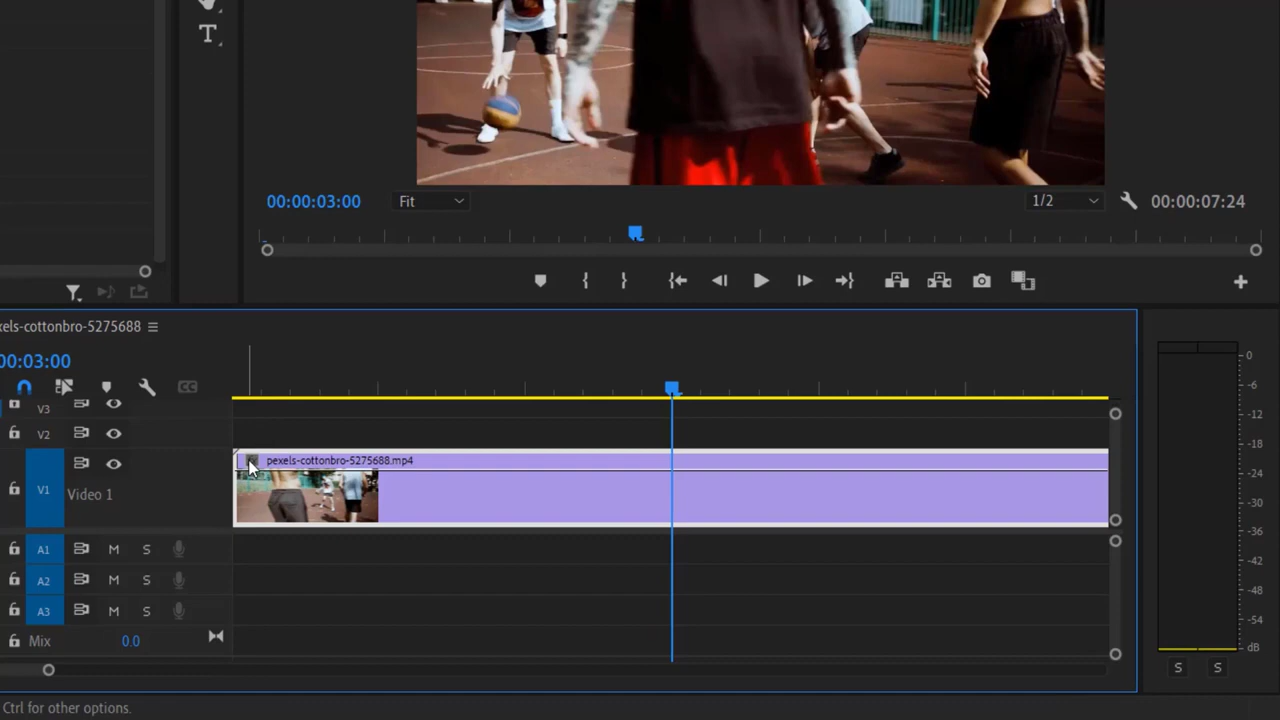 T
00:00:03:00
Fit
1/2
00:00:07:24
xels-cottonbro-5275688
00:03:00
CC
V3
V2
V1
Video 1
fx
pexels-cottonbro-5275688.mp4
A1 M S
A2 M S
A3 M S
Mix 0.0
0
-6
-12
-18
-24
-30
-36
-42
-48
-54
dB
S S
Ctrl for other options.